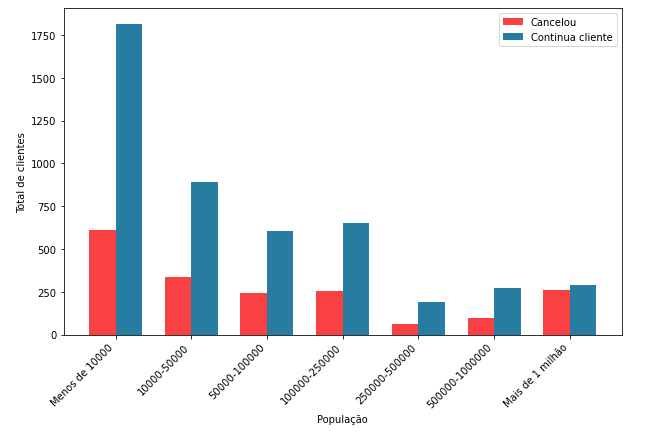 Cancelou
Continua cliente
Total de clientes
1750
1500
1250
1000
750
500
250
0
Menos de 10000
10000-50000
50000-100000
100000-250000
250000-500000
500000-1000000
Mais de 1 milhão
População